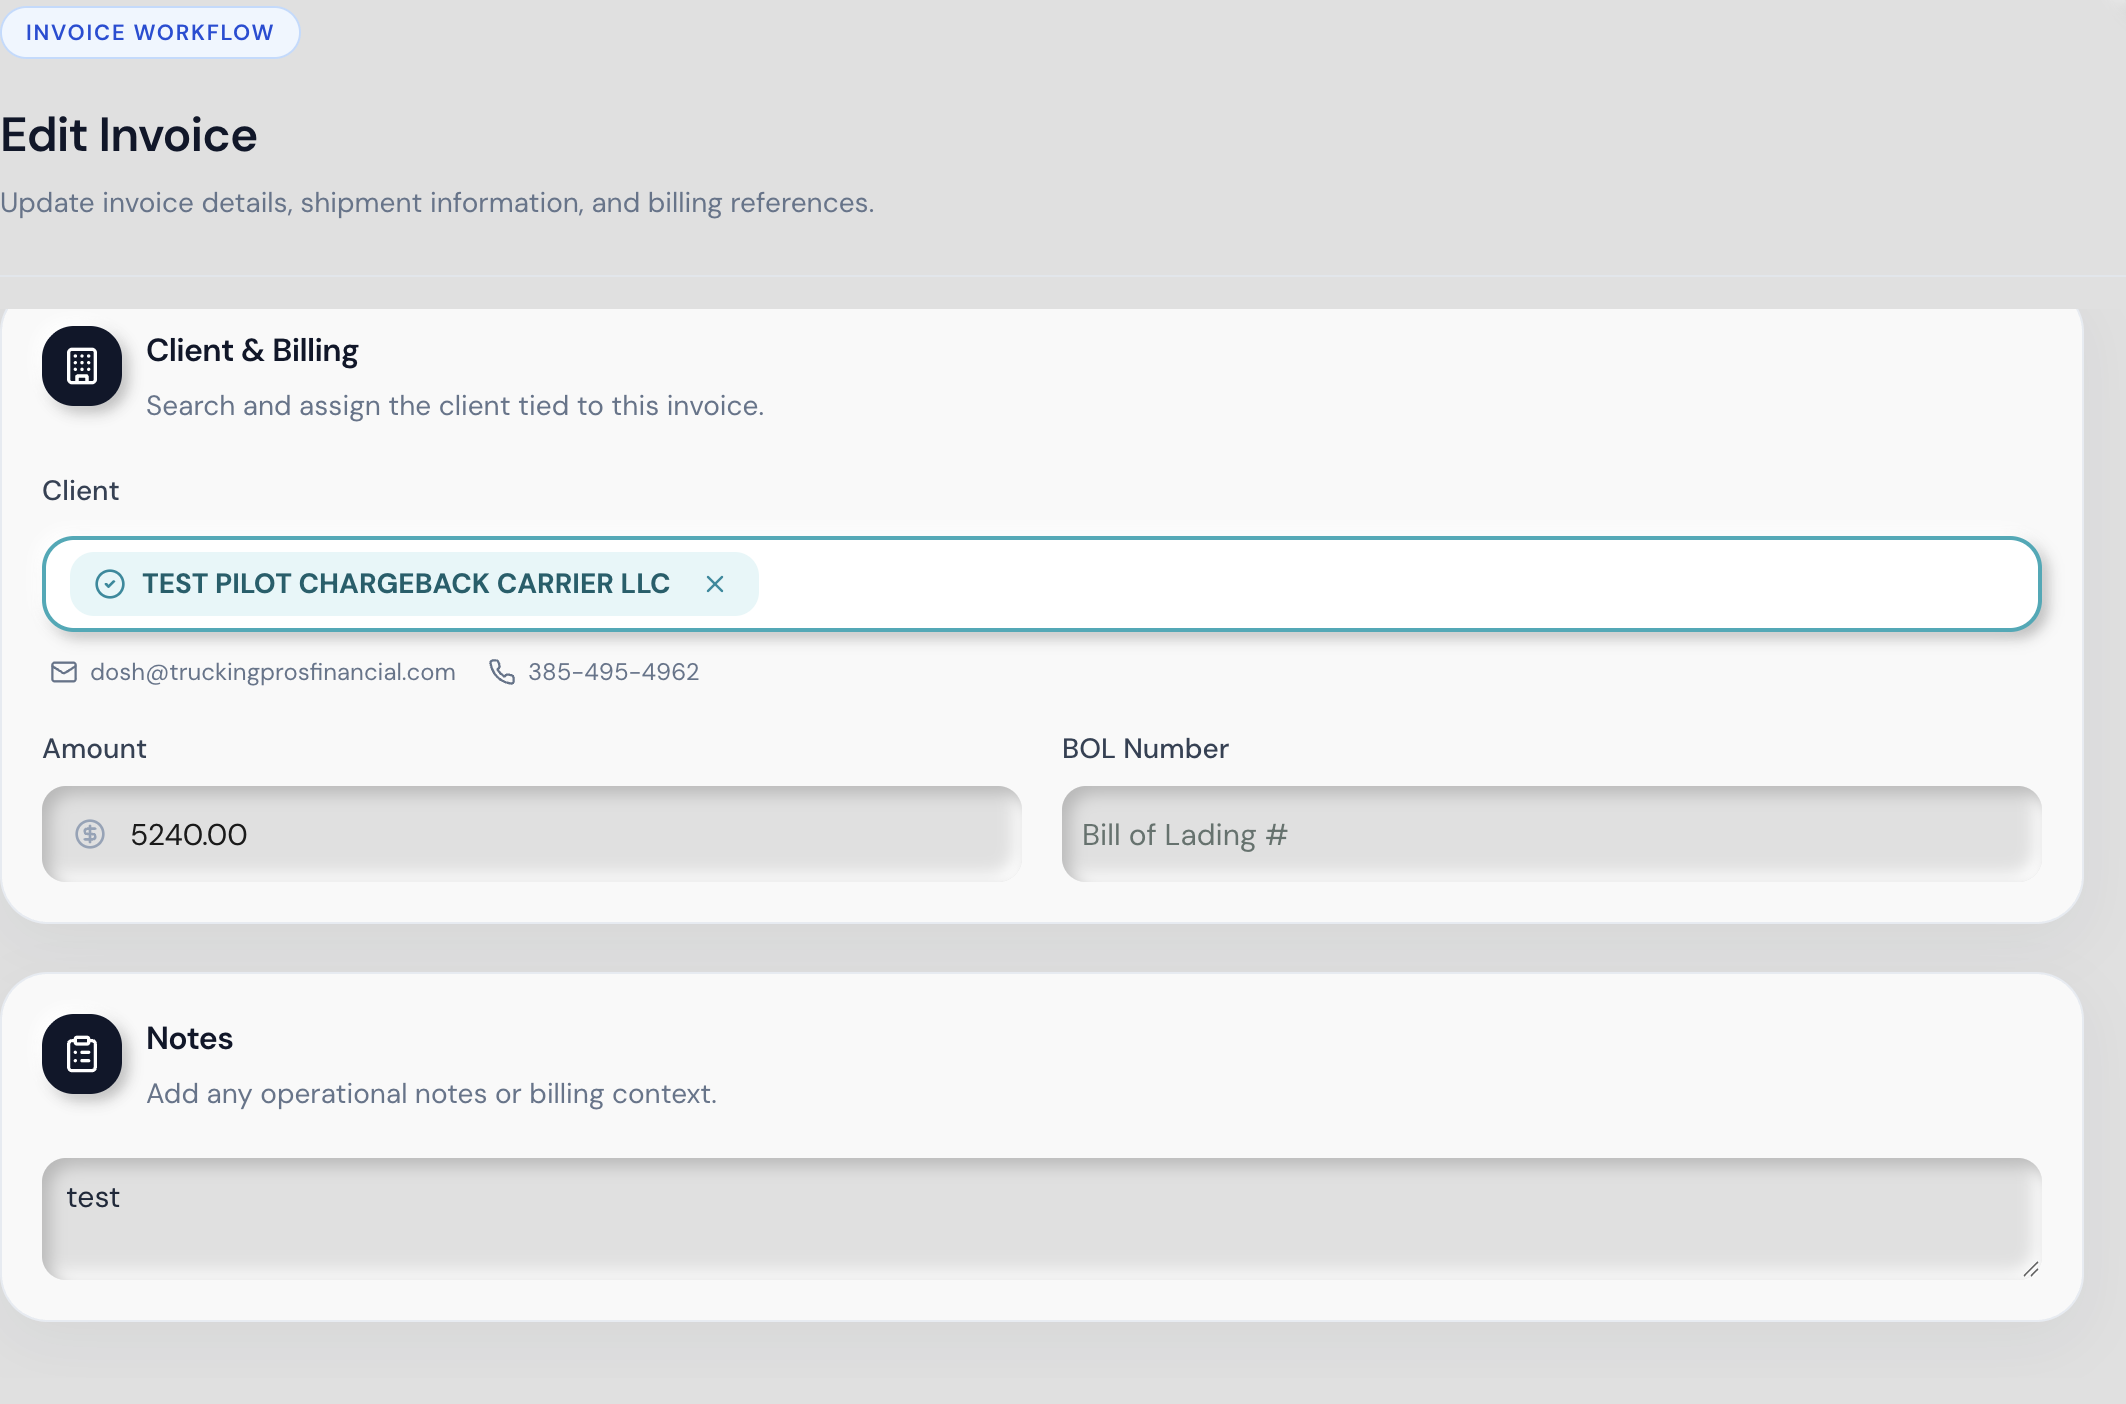 INVOICE WORKFLOW
Edit Invoice
Update invoice details, shipment information, and billing references.
Client & Billing
Search and assign the client tied to this invoice.
Client
TEST PILOT CHARGEBACK CARRIER LLC
dosh@truckingprosfinancial.com 385-495-4962
Amount BOL Number
5240.00 Bill of Lading #
Notes
Add any operational notes or billing context.
test